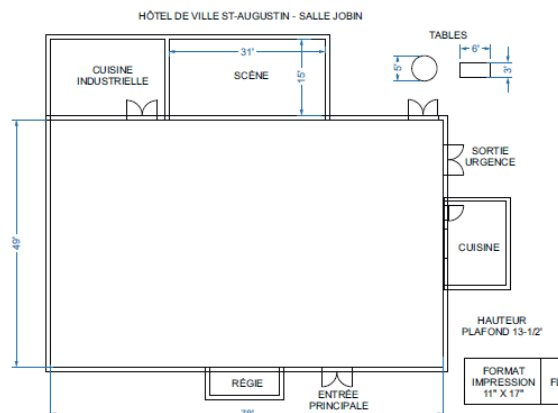 HÔTEL DE VILLE ST-AUGUSTIN - SALLE JOBIN
TABLES
31'
6'
CUISINE
INDUSTRIELLE
SCÈNE
15'
5'
3'
SORTIE
URGENCE
49'
CUISINE
HAUTEUR
PLAFOND 13-1/2'
FORMAT
IMPRESSION
11" X 17"
RÉGIE
ENTRÉE
PRINCIPALE